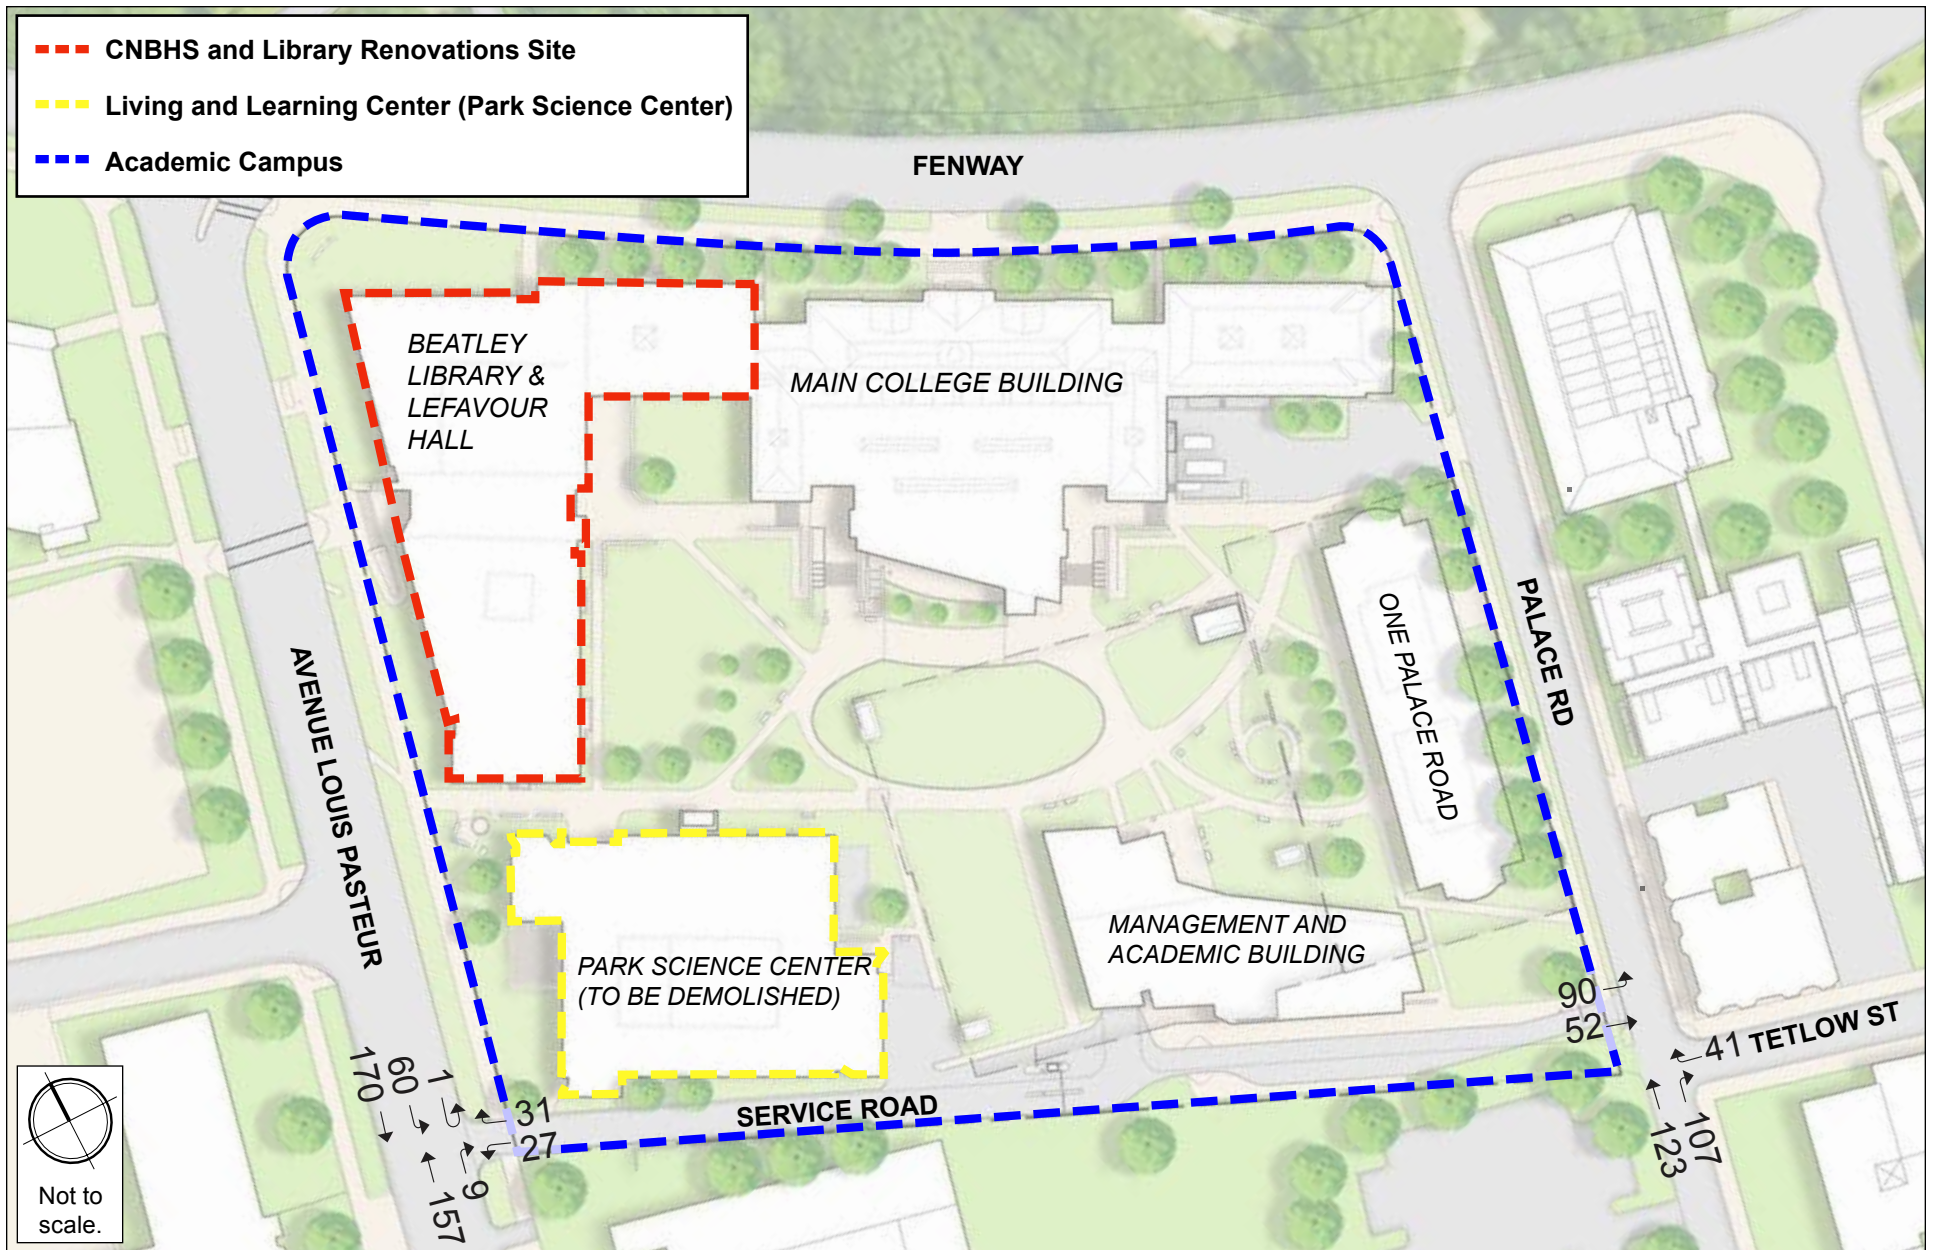 CNBHS and Library Renovations Site
Living and Learning Center (Park Science Center)
Academic Campus
FENWAY
BEATLEY
LIBRARY &
LEFAVOUR
HALL
MAIN COLLEGE BUILDING
ONE PALACE ROAD
PALACE RD
AVENUE LOUIS PASTEUR
MANAGEMENT AND
ACADEMIC BUILDING
PARK SCIENCE CENTER
(TO BE DEMOLISHED)
90
52
41
TETLOW ST
107
123
SERVICE ROAD
170
60
1
31
27
9
157
Not to
scale.